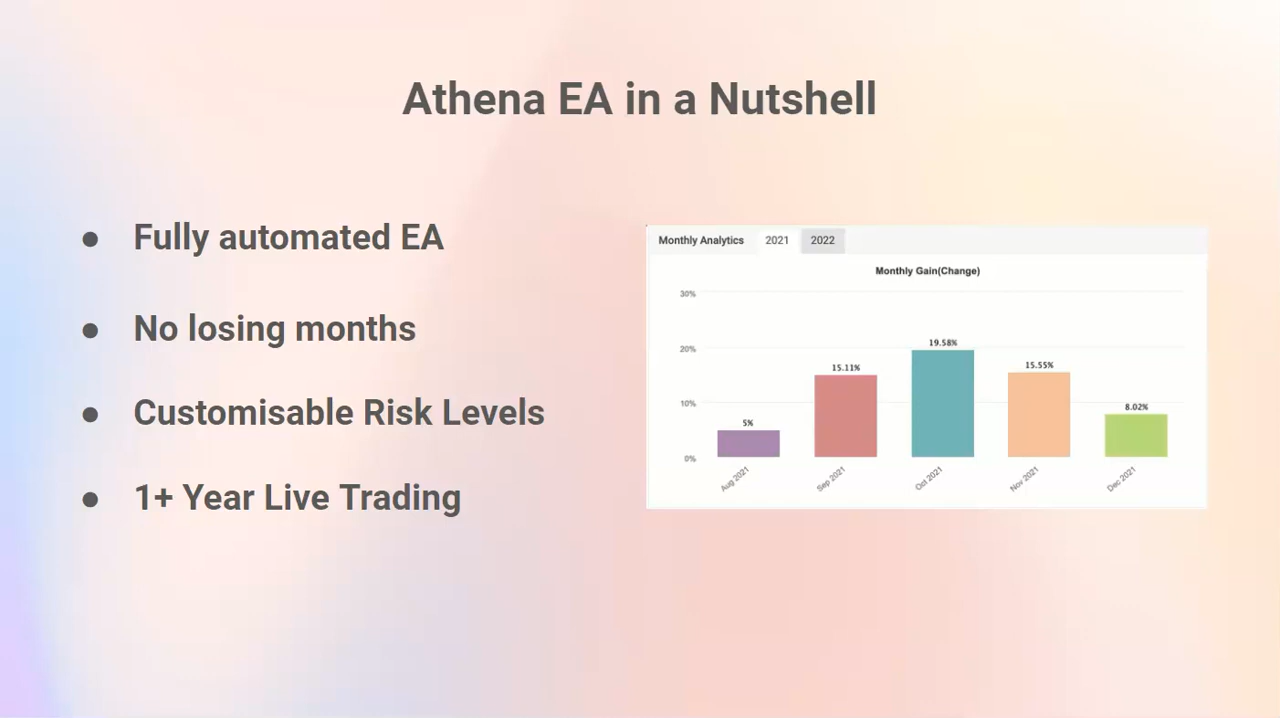 Athena EA in a Nutshell
● Fully automated EA
● No losing months
● Customisable Risk Levels
● 1+ Year Live Trading
Monthly Analytics 2021 2022
Monthly Gain(Change)
30%
20%
10%
0%
5%
15.11%
19.58%
15.55%
8.02%
Aug 2021
Sep 2021
Oct 2021
Nov 2021
Dec 2021